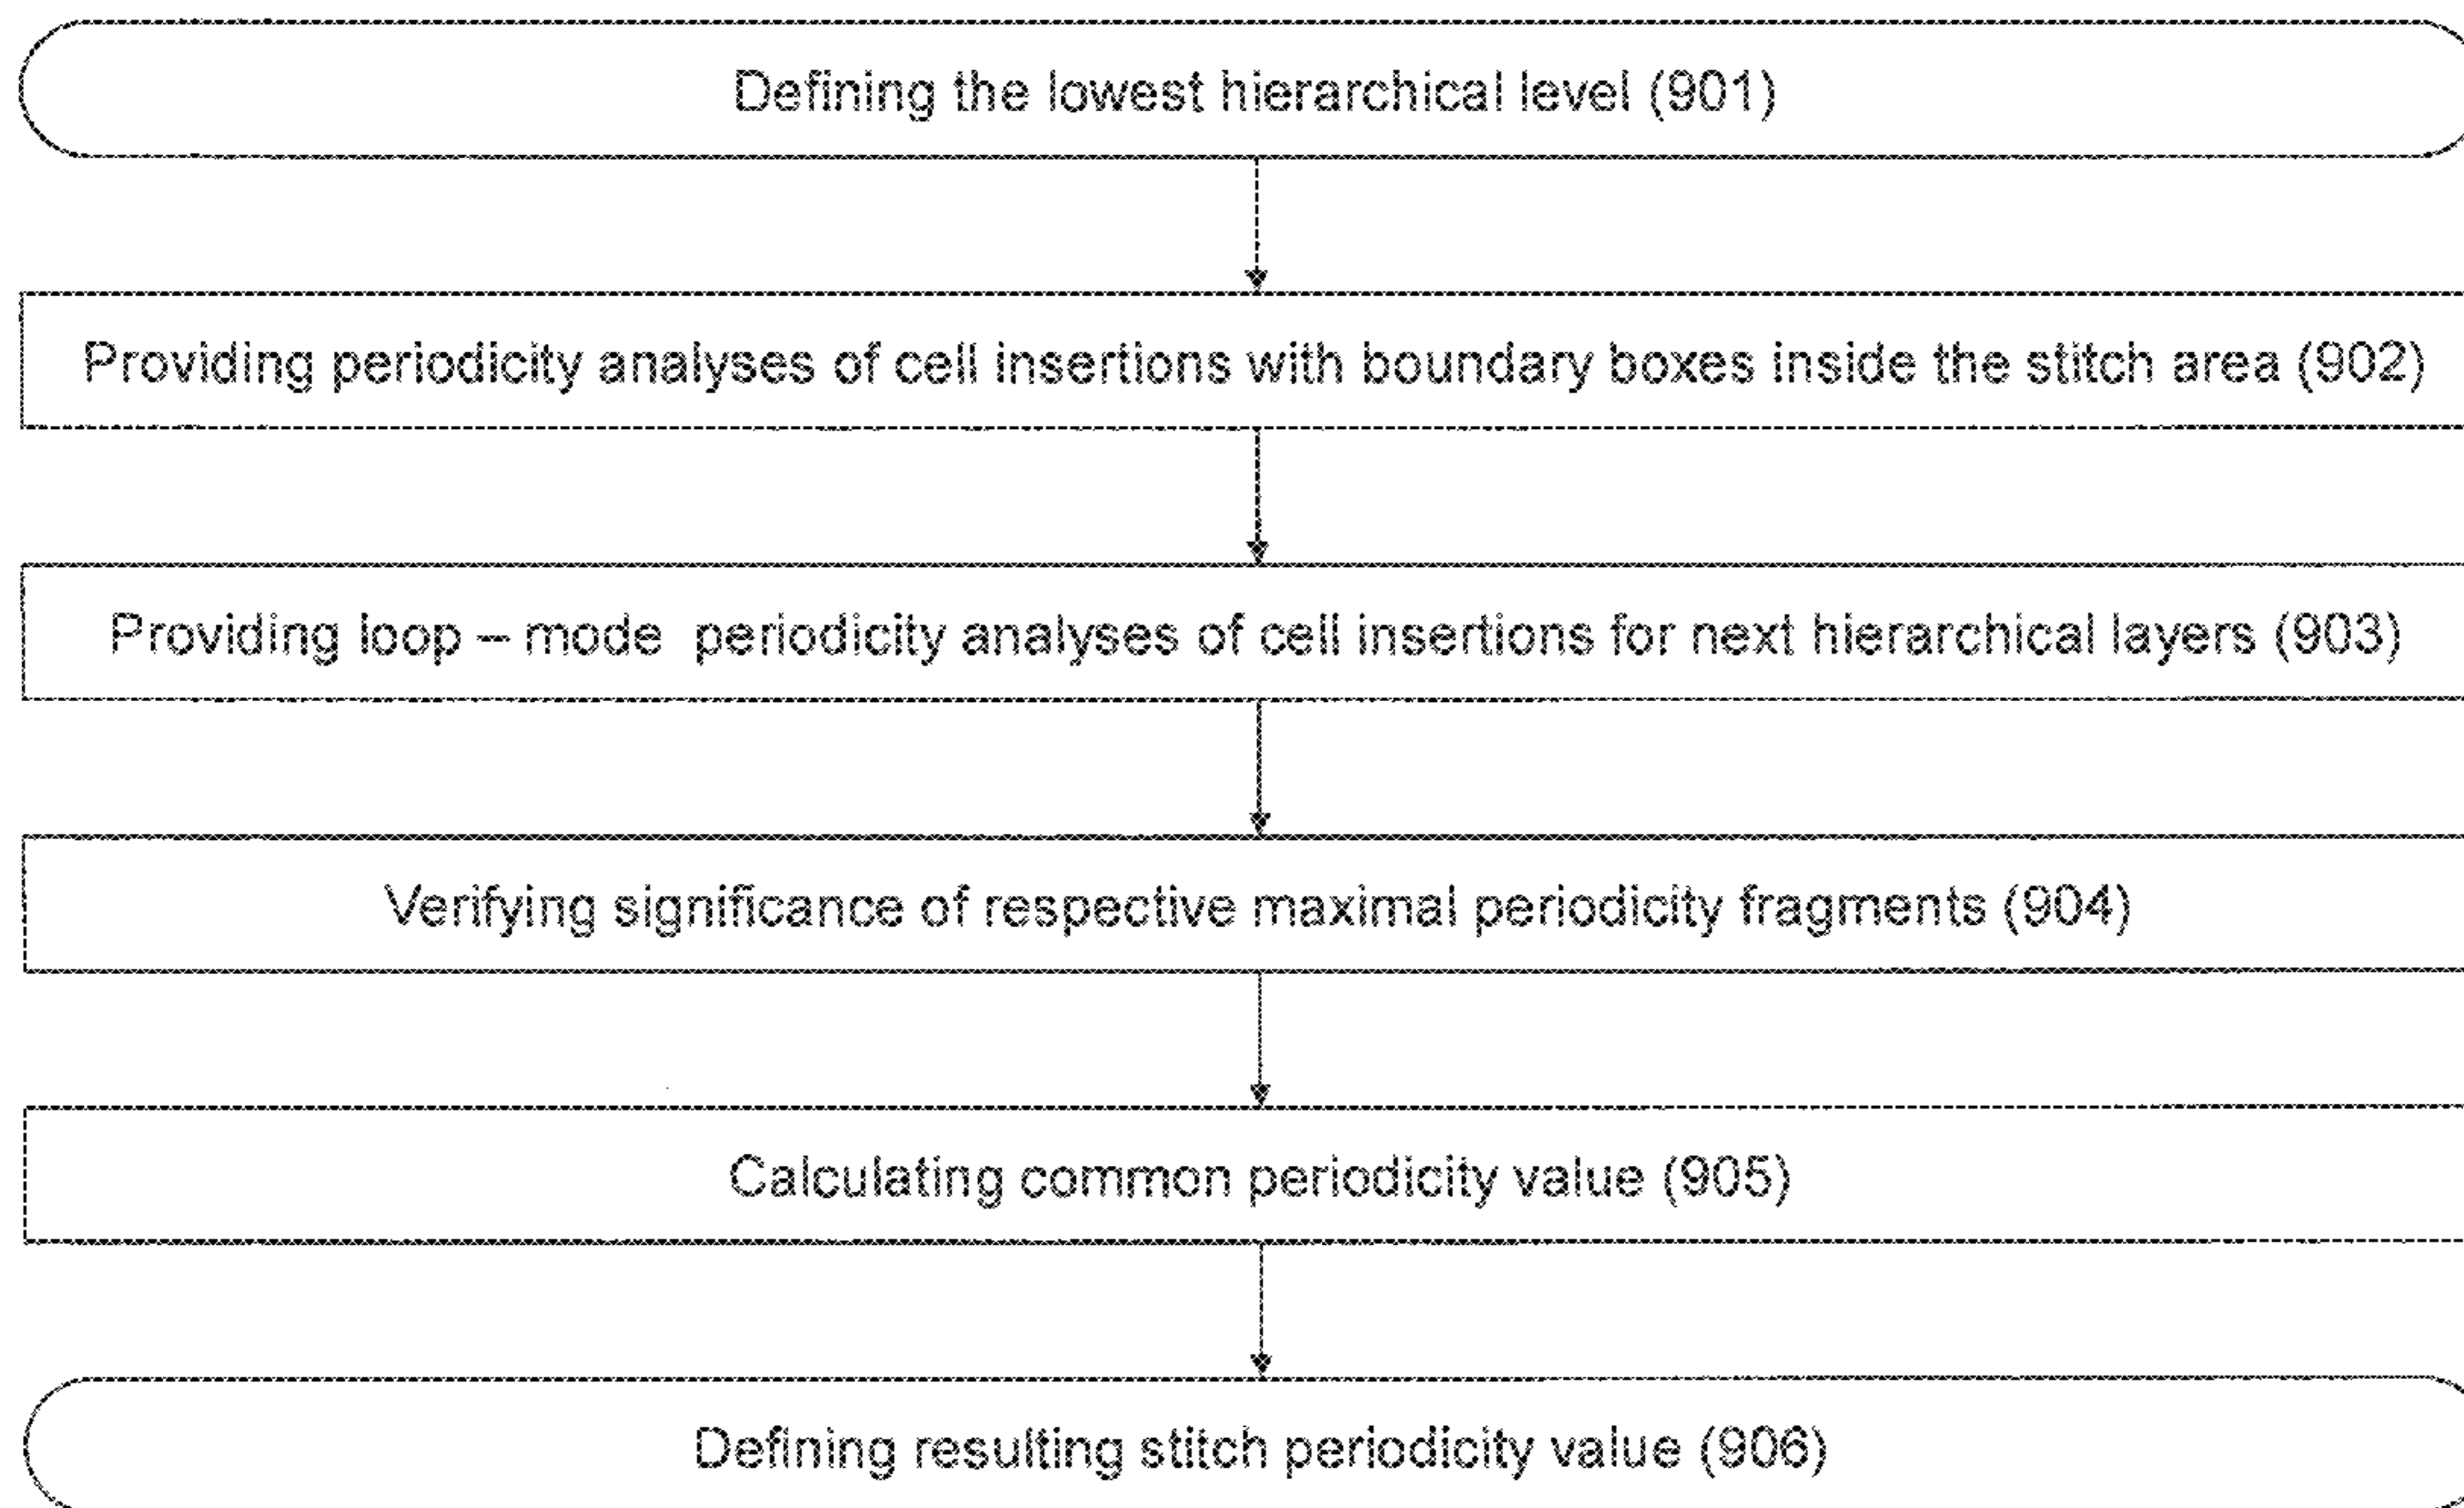 Defining the lowest hierarchical level (901)
Providing periodicity analyses of cell insertions with boundary boxes inside the stitch area (902)
Providing loop – mode periodicity analyses of cell insertions for next hierarchical layers (903)
Verifying significance of respective maximal periodicity fragments (904)
Calculating common periodicity value (905)
Defining resulting stitch periodicity value (906)